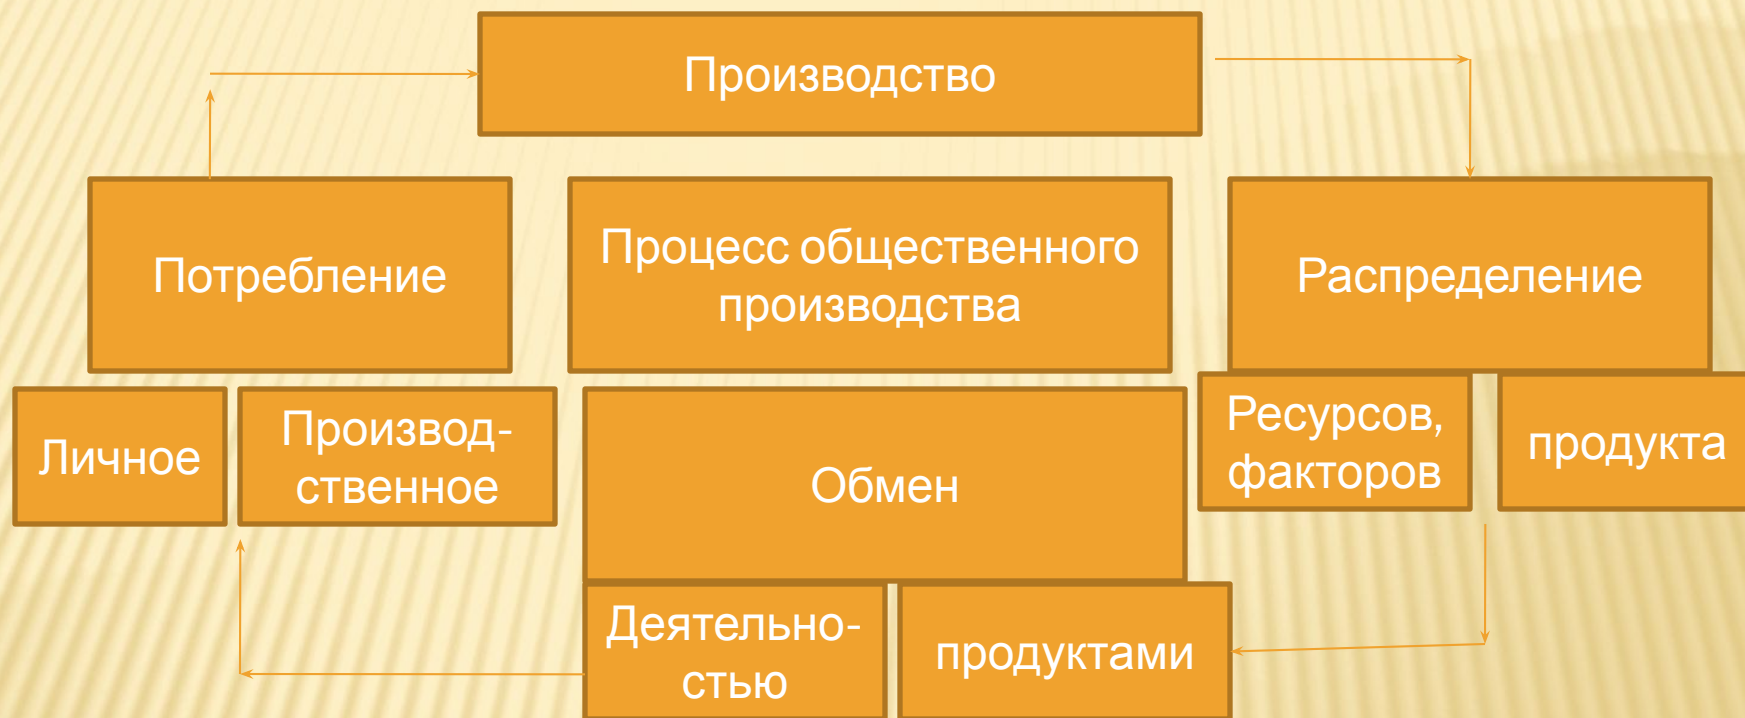 Производство
Потребление
Процесс общественного
производства
Распределение
Личное
Производ-
ственное
Обмен
Ресурсов,
факторов
продукта
Деятельно-
стью
продуктами